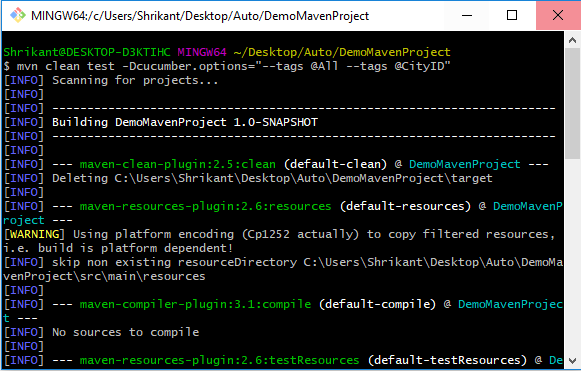 MINGW64:/c/Users/Shrikant/Desktop/Auto/DemoMavenProject
Shrikant@DESKTOP-D3KTIHC MINGW64 ~/Desktop/Auto/DemoMavenProject
$ mvn clean test -Dcucumber.options="--tags @All --tags @CityID"
[INFO] Scanning for projects...
[INFO]
[INFO] ------------------------------------------------------------------------
[INFO] Building DemoMavenProject 1.0-SNAPSHOT
[INFO] ------------------------------------------------------------------------
[INFO]
[INFO] --- maven-clean-plugin:2.5:clean (default-clean) @ DemoMavenProject ---
[INFO] Deleting C:\Users\Shrikant\Desktop\Auto\DemoMavenProject\target
[INFO]
[INFO] --- maven-resources-plugin:2.6:resources (default-resources) @ DemoMavenP
roject ---
[WARNING] Using platform encoding (Cp1252 actually) to copy filtered resources,
i.e. build is platform dependent!
[INFO] skip non existing resourceDirectory C:\Users\Shrikant\Desktop\Auto\DemoMa
venProject\src\main\resources
[INFO]
[INFO] --- maven-compiler-plugin:3.1:compile (default-compile) @ DemoMavenProjec
t ---
[INFO] No sources to compile
[INFO]
[INFO] --- maven-resources-plugin:2.6:testResources (default-testResources) @ De